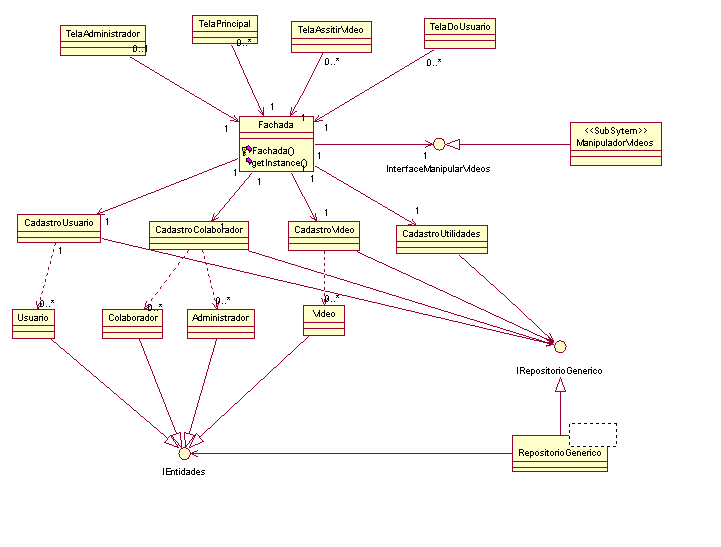 TelaAdministrador
TelaPrincipal
TelaAssitirVideo
TelaDoUsuario
0..1
0..*
0..*
0..*
1
1
1
1
Fachada
Fachada()
getInstance()
1
1
InterfaceManipularVideos
<<SubSytem>>
ManipuladorVideos
1
1
1
1
CadastroUsuario
1
CadastroColaborador
1
CadastroVideo
1
CadastroUtilidades
1
1
0..*
0..*
0..*
0..*
Usuario
Colaborador
Administrador
Video
IRepositorioGenerico
RepositorioGenerico
IEntidades